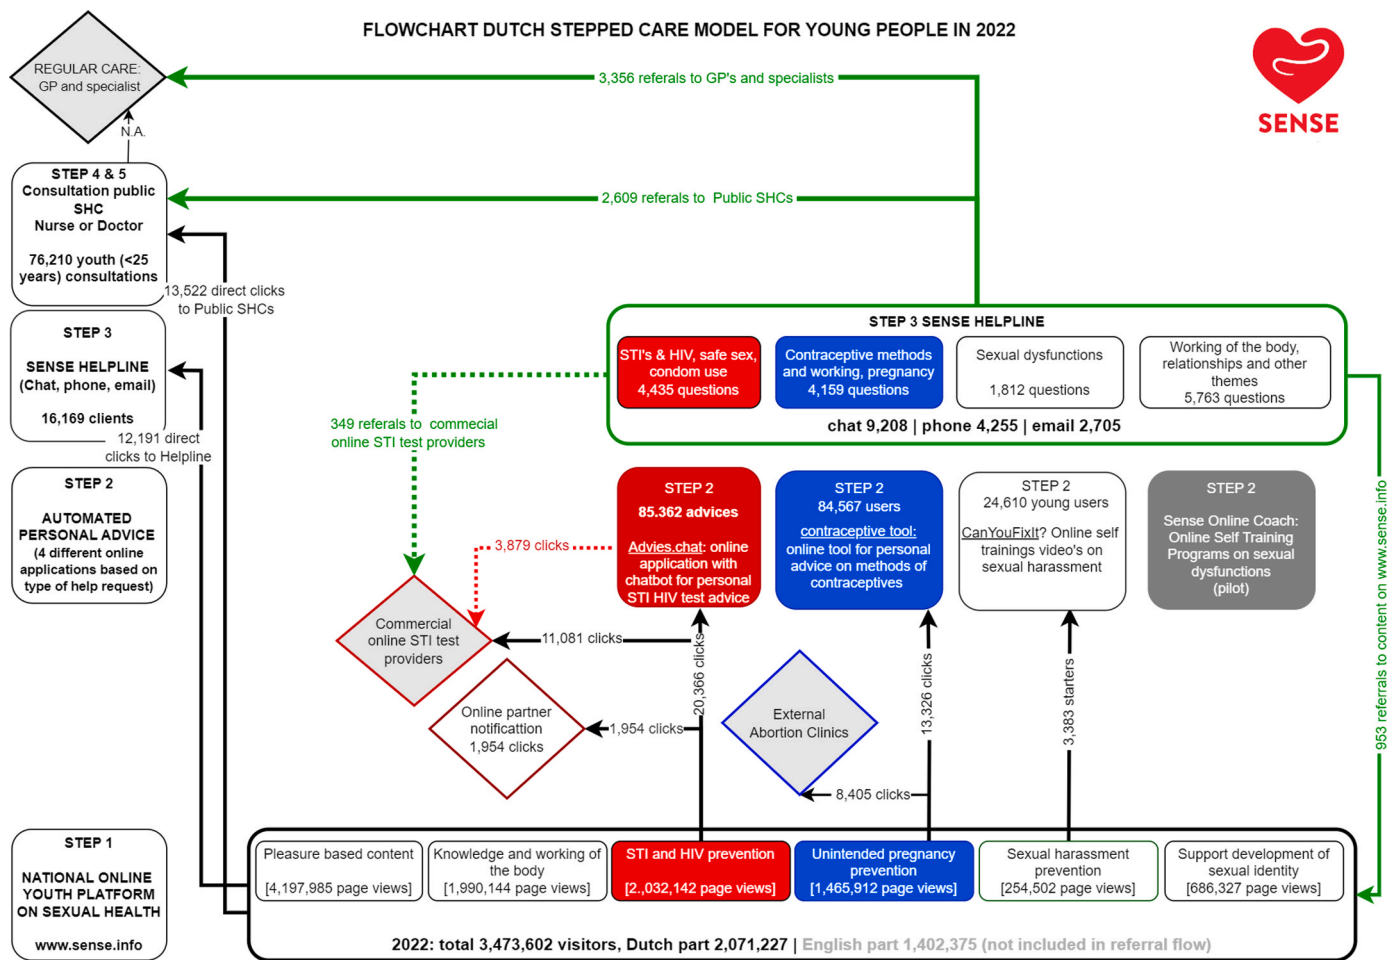 FLOWCHART DUTCH STEPPED CARE MODEL FOR YOUNG PEOPLE IN 2022
SENSE
REGULAR CARE:
GP and specialist
3,356 referrals to GP's and specialists
N.A.
STEP 4 & 5
Consultation public
SHC
Nurse or Doctor
76,210 youth (<25
years) consultations
2,609 referals to Public SHCs
13,522 direct clicks
to Public SHCs
STEP 3
SENSE HELPLINE
(Chat, phone, email)
16,169 clients
12,191 direct
clicks to Helpline
STEP 3 SENSE HELPLINE
STI's & HIV, safe sex,
condom use
4,435 questions
Contraceptive methods
and working, pregnancy
4,159 questions
Sexual dysfunctions
1,812 questions
Working of the body,
relationships and other
themes
5,763 questions
chat 9,208 | phone 4,255 | email 2,705
349 referals to commecial
online STI test providers
953 referrals to content on www.sense.info
STEP 2
AUTOMATED
PERSONAL ADVICE
(4 different online
applications based on
type of help request)
STEP 2
85.362 advices
Advies.chat: online
application with
chatbot for personal
STI HIV test advice
STEP 2
84,567 users
contraceptive tool:
online tool for personal
advice on methods of
contraceptives
STEP 2
24,610 young users
CanYouFixIt? Online self
trainings video's on
sexual harassment
STEP 2
Sense Online Coach:
Online Self Training
Programs on sexual
dysfunctions
(pilot)
3,879 clicks
Commercial
online STI test
providers
11,081 clicks
20,366 clicks
Online partner
notificattion
1,954 clicks
1,954 clicks
External
Abortion Clinics
8,405 clicks
13,326 clicks
3,383 starters
STEP 1
NATIONAL ONLINE
YOUTH PLATFORM
ON SEXUAL HEALTH
www.sense.info
Pleasure based content
[4,197,985 page views]
Knowledge and working of
the body
[1,990,144 page views]
STI and HIV prevention
[2.,032,142 page views]
Unintended pregnancy
prevention
[1,465,912 page views]
Sexual harassment
prevention
[254,502 page views]
Support development of
sexual identity
[686,327 page views]
2022: total 3,473,602 visitors, Dutch part 2,071,227 | English part 1,402,375 (not included in referral flow)